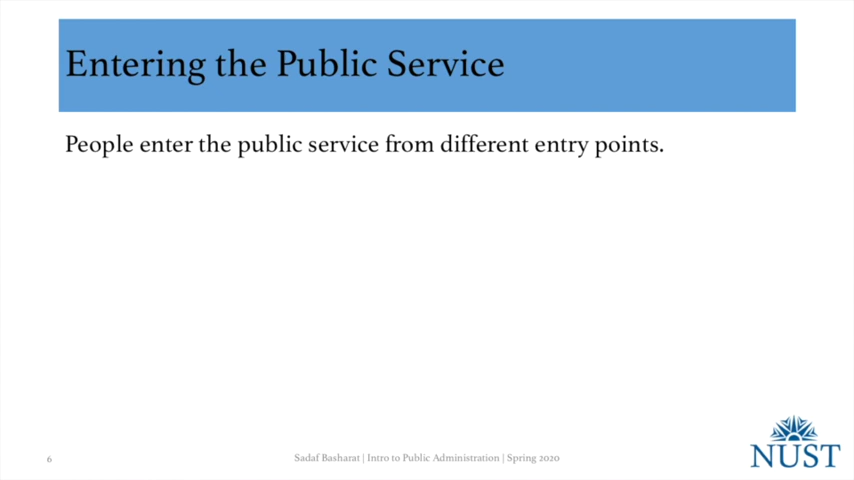 Entering the Public Service
People enter the public service from different entry points.
6
Sadaf Basharat | Intro to Public Administration | Spring 2020
NUST